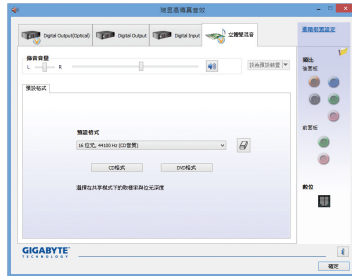 瑞昱高傳真音效
Digital Output(Optical)
Digital Output
Digital Input
立體聲混音
重階裝置設定
錄音音量
L
R
設為預設裝置
預設格式
預設格式
16 位元, 44100 Hz (CD音質)
CD格式
DVD格式
選擇在共享模式下的取樣率與位元深度
類比
後面板
前面板
數位
GIGABYTE
TECHNOLOGY
確定